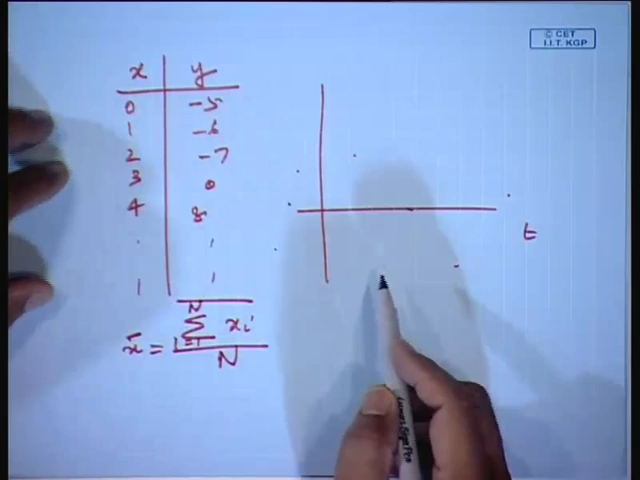 © CET
I.I.T. KGP
x y
0 -5
1 -6
2 -7
3 0
4 8
x̄ = Σ xi
i=1
N
t